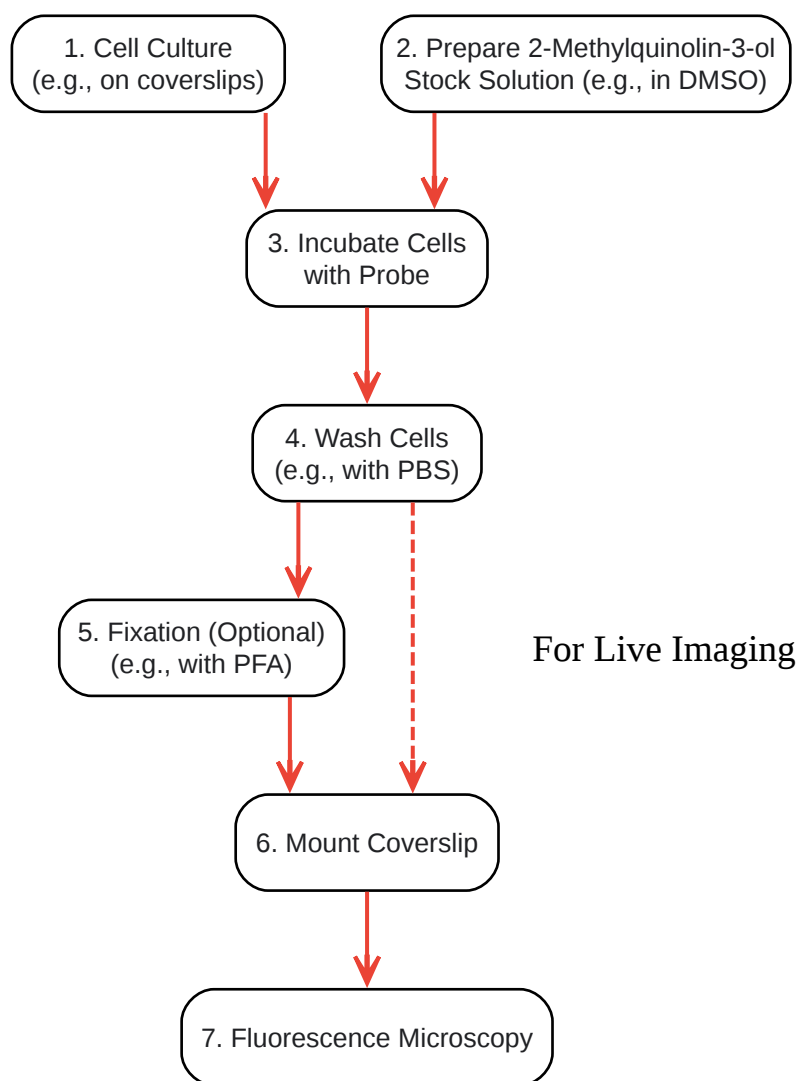 1. Cell Culture
(e.g., on coverslips)
2. Prepare 2-Methylquinolin-3-ol
Stock Solution (e.g., in DMSO)
3. Incubate Cells
with Probe
4. Wash Cells
(e.g., with PBS)
5. Fixation (Optional)
(e.g., with PFA)
For Live Imaging
6. Mount Coverslip
7. Fluorescence Microscopy